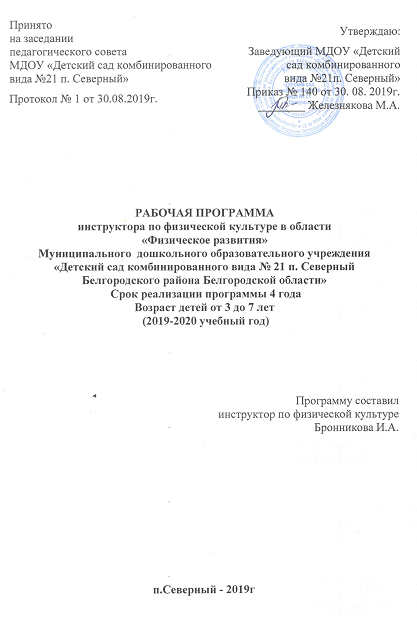 Принято
на заседании
педагогического совета
МДОУ «Детский сад комбинированного
вида №21 п. Северный»
Протокол № 1 от 30.08.2019г.
Утверждаю:
Заведующий МДОУ «Детский
сад комбинированного
вида №21п. Северный»
Приказ № 140 от 30. 08. 2019г.
Железнякова М.А.
РАБОЧАЯ ПРОГРАММА
инструктора по физической культуре в области
«Физическое развития»
Муниципального дошкольного образовательного учреждения
«Детский сад комбинированного вида № 21 п. Северный
Белгородского района Белгородской области»
Срок реализации программы 4 года
Возраст детей от 3 до 7 лет
(2019-2020 учебный год)
Программу составил
инструктор по физической культуре
Бронникова И.А.
п.Северный - 2019г